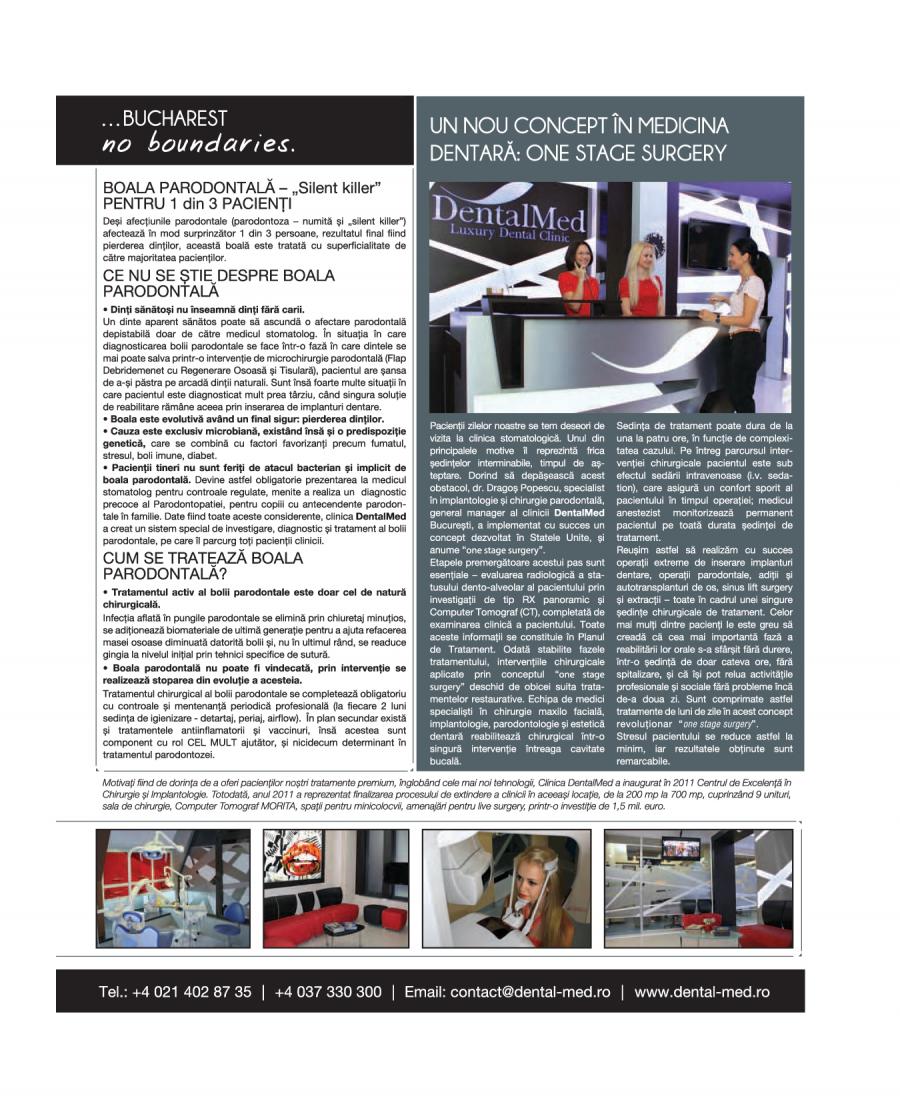 ...BUCHAREST
no boundaries.
BOALA PARODONTALĂ – „Silent killer”
PENTRU 1 din 3 PACIENȚI
Deși afecțiunile parodontale (parodontoza – numită și „silent killer”)
afectează în mod surprinzător 1 din 3 persoane, rezultatul final fiind
pierderea dinților, această boală este tratată cu superficialitate de
către majoritatea pacienților.
CE NU SE ȘTIE DESPRE BOALA
PARODONTALĂ
• Dinți sănătoși nu înseamnă dinți fără carii.
Un dinte aparent sănătos poate să ascundă o afectare parodontală
depistabilă doar de către medicul stomatolog. În situația în care
diagnosticarea bolii parodontale se face într-o fază în care dintele se
mai poate salva printr-o intervenție de microchirurgie parodontală (Flap
Debridemenet cu Regenerare Osoasă și Tisulară), pacientul are șansa
de a-și păstra pe arcadă dinții naturali. Sunt însă foarte multe situații în
care pacientul este diagnosticat mult prea târziu, când singura soluție
de reabilitare rămâne aceea prin inserarea de implanturi dentare.
• Boala este evolutivă având un final sigur: pierderea dinților.
• Cauza este exclusiv microbiană, existând însă și o predispoziție
genetică, care se combină cu factori favorizanți precum fumatul,
stresul, boli imune, diabet.
• Pacienții tineri nu sunt feriți de atacul bacterian și implicit de
boala parodontală. Devine astfel obligatorie prezentarea la medicul
stomatolog pentru controale regulate, menite a realiza un diagnostic
precoce al Parodontopatiei, pentru copiii cu antencedente parodon-
tale în familie. Date fiind toate aceste considerente, clinica DentalMed
a creat un sistem special de investigare, diagnostic și tratament al bolii
parodontale, pe care îl parcurg toți pacienții clinicii.
CUM SE TRATEAZĂ BOALA
PARODONTALĂ?
• Tratamentul activ al bolii parodontale este doar cel de natură
chirurgicală.
Infecția aflată în pungile parodontale se elimină prin chiuretaj minuțios,
se adiționează biomateriale de ultimă generație pentru a ajuta refacerea
masei osoase diminuată datorită bolii și, nu în ultimul rând, se readuce
gingia la nivelul inițial prin tehnici specifice de sutură.
• Boala parodontală nu poate fi vindecată, prin intervenție se
realizează stoparea din evoluție a acesteia.
Tratamentul chirurgical al bolii parodontale se completează obligatoriu
cu controale și mentenanță periodică profesională (la fiecare 2 luni
sedința de igienizare - detartaj, periaj, airflow). În plan secundar există
și tratamentele antiinflamatorii și vaccinuri, însă acestea sunt
component cu rol CEL MULT ajutător, și nicidecum determinant în
tratamentul parodontozei.
UN NOU CONCEPT ÎN MEDICINA
DENTARĂ: ONE STAGE SURGERY
DentalMed
Luxury Dental Clinic
Pacienții zilelor noastre se tem deseori de
vizita la clinica stomatologică. Unul din
principalele motive îl reprezintă frica
ședințelor interminabile, timpul de aș-
teptare. Dorind să depășească acest
obstacol, dr. Dragoș Popescu, specialist
în implantologie și chirurgie parodontală,
general manager al clinicii DentalMed
București, a implementat cu succes un
concept dezvoltat în Statele Unite, și
anume “one stage surgery”.
Etapele premergătoare acestui pas sunt
esențiale – evaluarea radiologică a sta-
tusului dento-alveolar al pacientului prin
investigații de tip RX panoramic și
Computer Tomograf (CT), completată de
examinarea clinică a pacientului. Toate
aceste informații se constituie în Planul
de Tratament. Odată stabilite fazele
tratamentului, intervențiile chirurgicale
aplicate prin conceptul “one stage
surgery” deschid de obicei suita trata-
mentelor restaurative. Echipa de medici
specialiști în chirurgie maxilo facială,
implantologie, parodontologie și estetică
dentară reabilitează chirurgical într-o
singură intervenție întreaga cavitate
bucală.
Sedința de tratament poate dura de la
una la patru ore, în funcție de complexi-
tatea cazului. Pe întreg parcursul inter-
venției chirurgicale pacientul este sub
efectul sedării intravenoase (i.v. seda-
tion), care asigură un confort sporit al
pacientului în timpul operației; medicul
anestezist monitorizează permanent
pacientul pe toată durata ședinței de
tratament.
Reușim astfel să realizăm cu succes
operații extreme de inserare implanturi
dentare, operații parodontale, adiții și
autotransplanturi de os, sinus lift surgery
și extracții – toate în cadrul unei singure
ședințe chirurgicale de tratament. Celor
mai mulți dintre pacienți le este greu să
creadă că cea mai importantă fază a
reabilitării lor orale s-a sfârșit fără durere,
într-o ședință de doar cateva ore, fără
spitalizare, și că își pot relua activitățile
profesionale și sociale fără probleme încă
de-a doua zi. Sunt comprimate astfel
tratamente de luni de zile în acest concept
revoluționar “one stage surgery”.
Stresul pacientului se reduce astfel la
minim, iar rezultatele obținute sunt
remarcabile.
Motivați fiind de dorința de a oferi pacienților noștri tratamente premium, înglobând cele mai noi tehnologii, Clinica DentalMed a inaugurat în 2011 Centrul de Excelență în
Chirurgie și Implantologie. Totodată, anul 2011 a reprezentat finalizarea procesului de extindere a clinicii în aceeași locație, de la 200 mp la 700 mp, cuprinzând 9 unituri,
sala de chirurgie, Computer Tomograf MORITA, spații pentru minicolocvii, amenajări pentru live surgery, printr-o investiție de 1,5 mil. euro.
Tel.: +4 021 402 87 35 | +4 037 330 300 | Email: contact@dental-med.ro | www.dental-med.ro